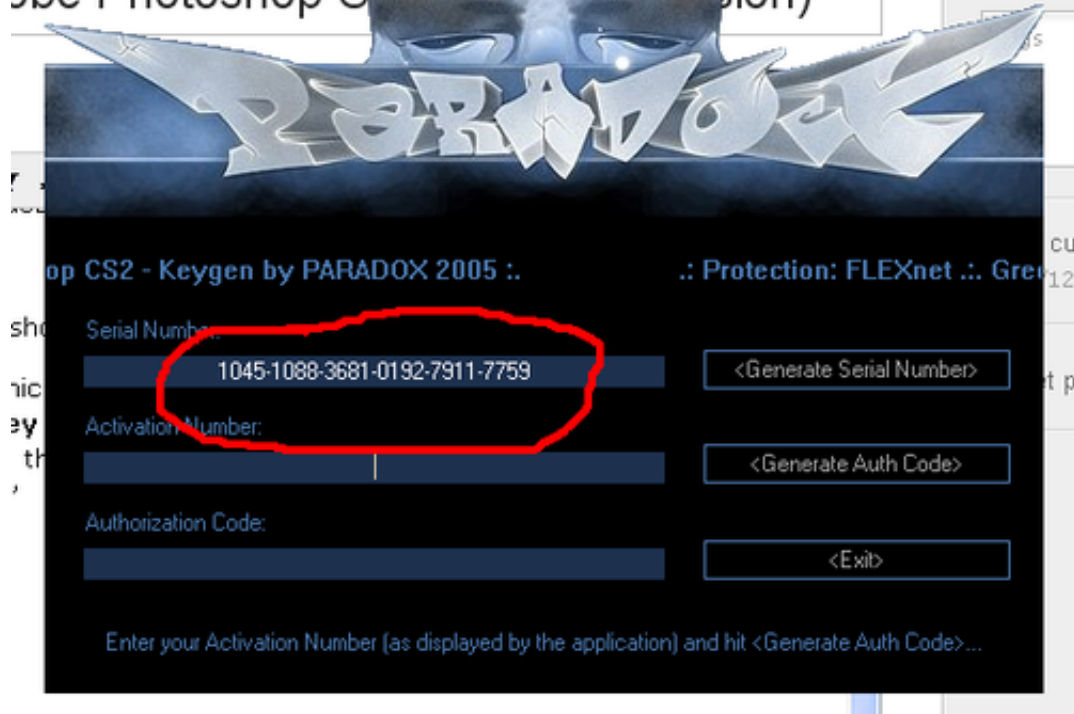 Photoshop
PARADOX
op CS2 - Keygen by PARADOX 2005 :. .: Protection: FLEXnet .:. Gre
Serial Number:
1045-1088-3681-0192-7911-7759
<Generate Serial Number>
Activation Number:
<Generate Auth Code>
Authorization Code:
<Exit>
Enter your Activation Number (as displayed by the application) and hit <Generate Auth Code>...